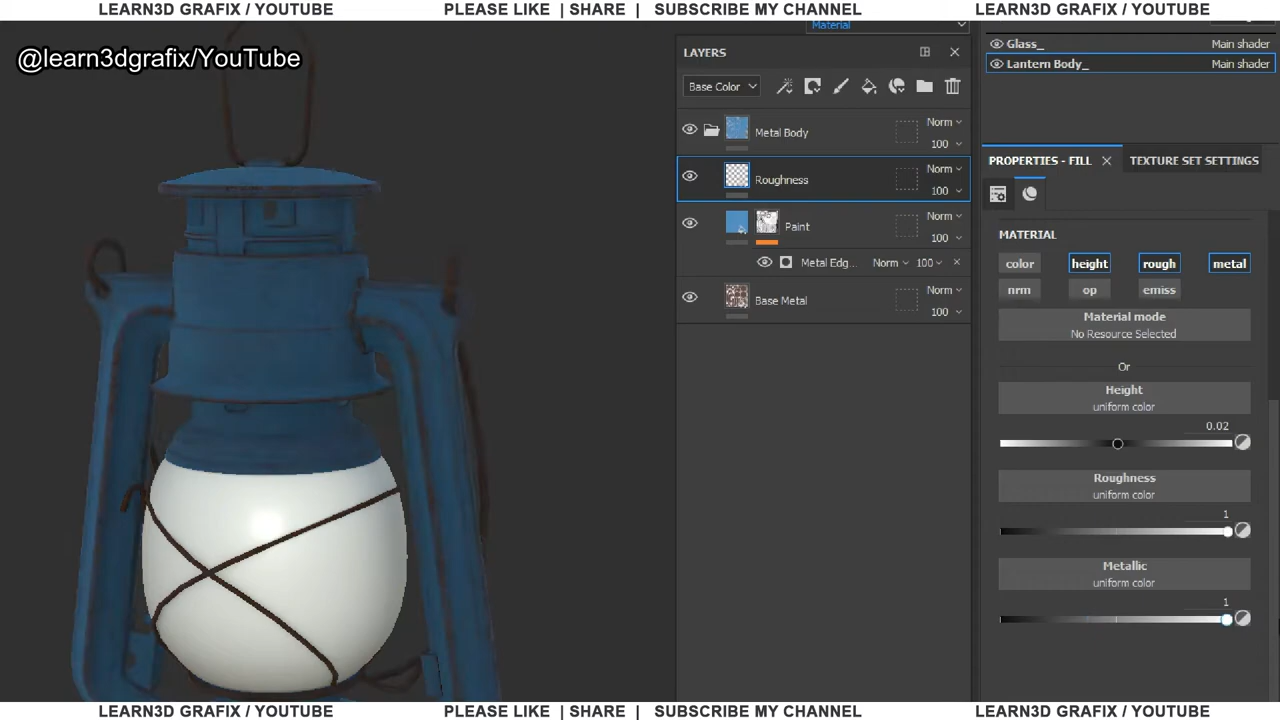 LEARN3D GRAFIX / YOUTUBE PLEASE LIKE | SHARE | SUBSCRIBE MY CHANNEL LEARN3D GRAFIX / YOUTUBE
@learn3dgrafix/YouTube
Material
LAYERS
Base Color
Metal Body Norm
100
Roughness Norm
100
Paint Norm
100
Metal Edg... Norm 100
Base Metal Norm
100
Glass_ Main shader
Lantern Body_ Main shader
PROPERTIES - FILL TEXTURE SET SETTINGS
MATERIAL
color height rough metal
nrm op emiss
Material mode
No Resource Selected
Or
Height
uniform color
0.02
Roughness
uniform color
1
Metallic
uniform color
1
LEARN3D GRAFIX / YOUTUBE PLEASE LIKE | SHARE | SUBSCRIBE MY CHANNEL LEARN3D GRAFIX / YOUTUBE